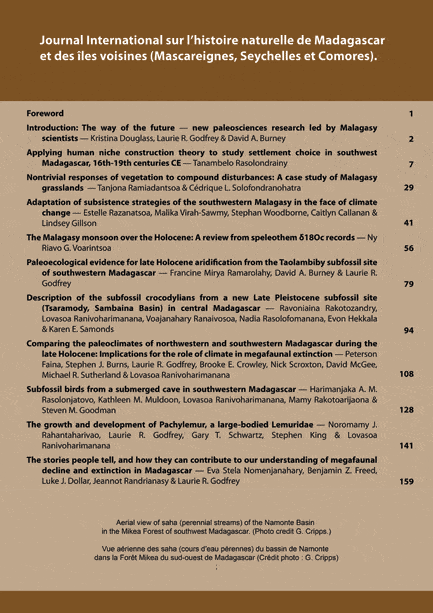 Journal International sur l'histoire naturelle de Madagascar
et des îles voisines (Mascareignes, Seychelles et Comores).
Foreword 1
Introduction: The way of the future — new paleosciences research led by Malagasy
scientists — Kristina Douglass, Laurie R. Godfrey & David A. Burney 2
Applying human niche construction theory to study settlement choice in southwest
Madagascar, 16th-19th centuries CE — Tanambelo Rasolondrainy 7
Nontrivial responses of vegetation to compound disturbances: A case study of Malagasy
grasslands — Tanjona Ramiadantsoa & Cédrique L. Solofondranohatra 29
Adaptation of subsistence strategies of the southwestern Malagasy in the face of climate
change — Estelle Razanatsoa, Malika Virah-Sawmy, Stephan Woodborne, Caitlyn Callanan &
Lindsey Gillson 41
The Malagasy monsoon over the Holocene: A review from speleothem δ18Oc records — Ny
Riavo G. Voarintsoa 56
Paleoecological evidence for late Holocene aridification from the Taolambiby subfossil site
of southwestern Madagascar — Francine Mirya Ramarolahy, David A. Burney & Laurie R.
Godfrey 79
Description of the subfossil crocodylians from a new Late Pleistocene subfossil site
(Tsaramody, Sambaina Basin) in central Madagascar — Ravoniaina Rakotozandry,
Lovasoa Ranivoharimanana, Voajanahary Ranaivosoa, Nadia Rasolofomanana, Evon Hekkala
& Karen E. Samonds 94
Comparing the paleoclimates of northwestern and southwestern Madagascar during the
late Holocene: Implications for the role of climate in megafaunal extinction — Peterson
Faina, Stephen J. Burns, Laurie R. Godfrey, Brooke E. Crowley, Nick Scroxton, David McGee,
Michael R. Sutherland & Lovasoa Ranivoharimanana 108
Subfossil birds from a submerged cave in southwestern Madagascar — Harimanjaka A. M.
Rasolonjatovo, Kathleen M. Muldoon, Lovasoa Ranivoharimanana, Mamy Rakotoarijaona &
Steven M. Goodman 128
The growth and development of Pachylemur, a large-bodied Lemuridae — Noromamy J.
Rahantaharivao, Laurie R. Godfrey, Gary T. Schwartz, Stephen King & Lovasoa
Ranivoharimanana 141
The stories people tell, and how they can contribute to our understanding of megafaunal
decline and extinction in Madagascar — Eva Stela Nomenjanahary, Benjamin Z. Freed,
Luke J. Dollar, Jeannot Randrianasy & Laurie R. Godfrey 159
Aerial view of saha (perennial streams) of the Namonte Basin
in the Mikea Forest of southwest Madagascar. (Photo credit G. Cripps.)
Vue aérienne des saha (cours d'eau pérennes) du bassin de Namonte
dans la Forêt Mikea du sud-ouest de Madagascar (Crédit photo : G. Cripps)
;